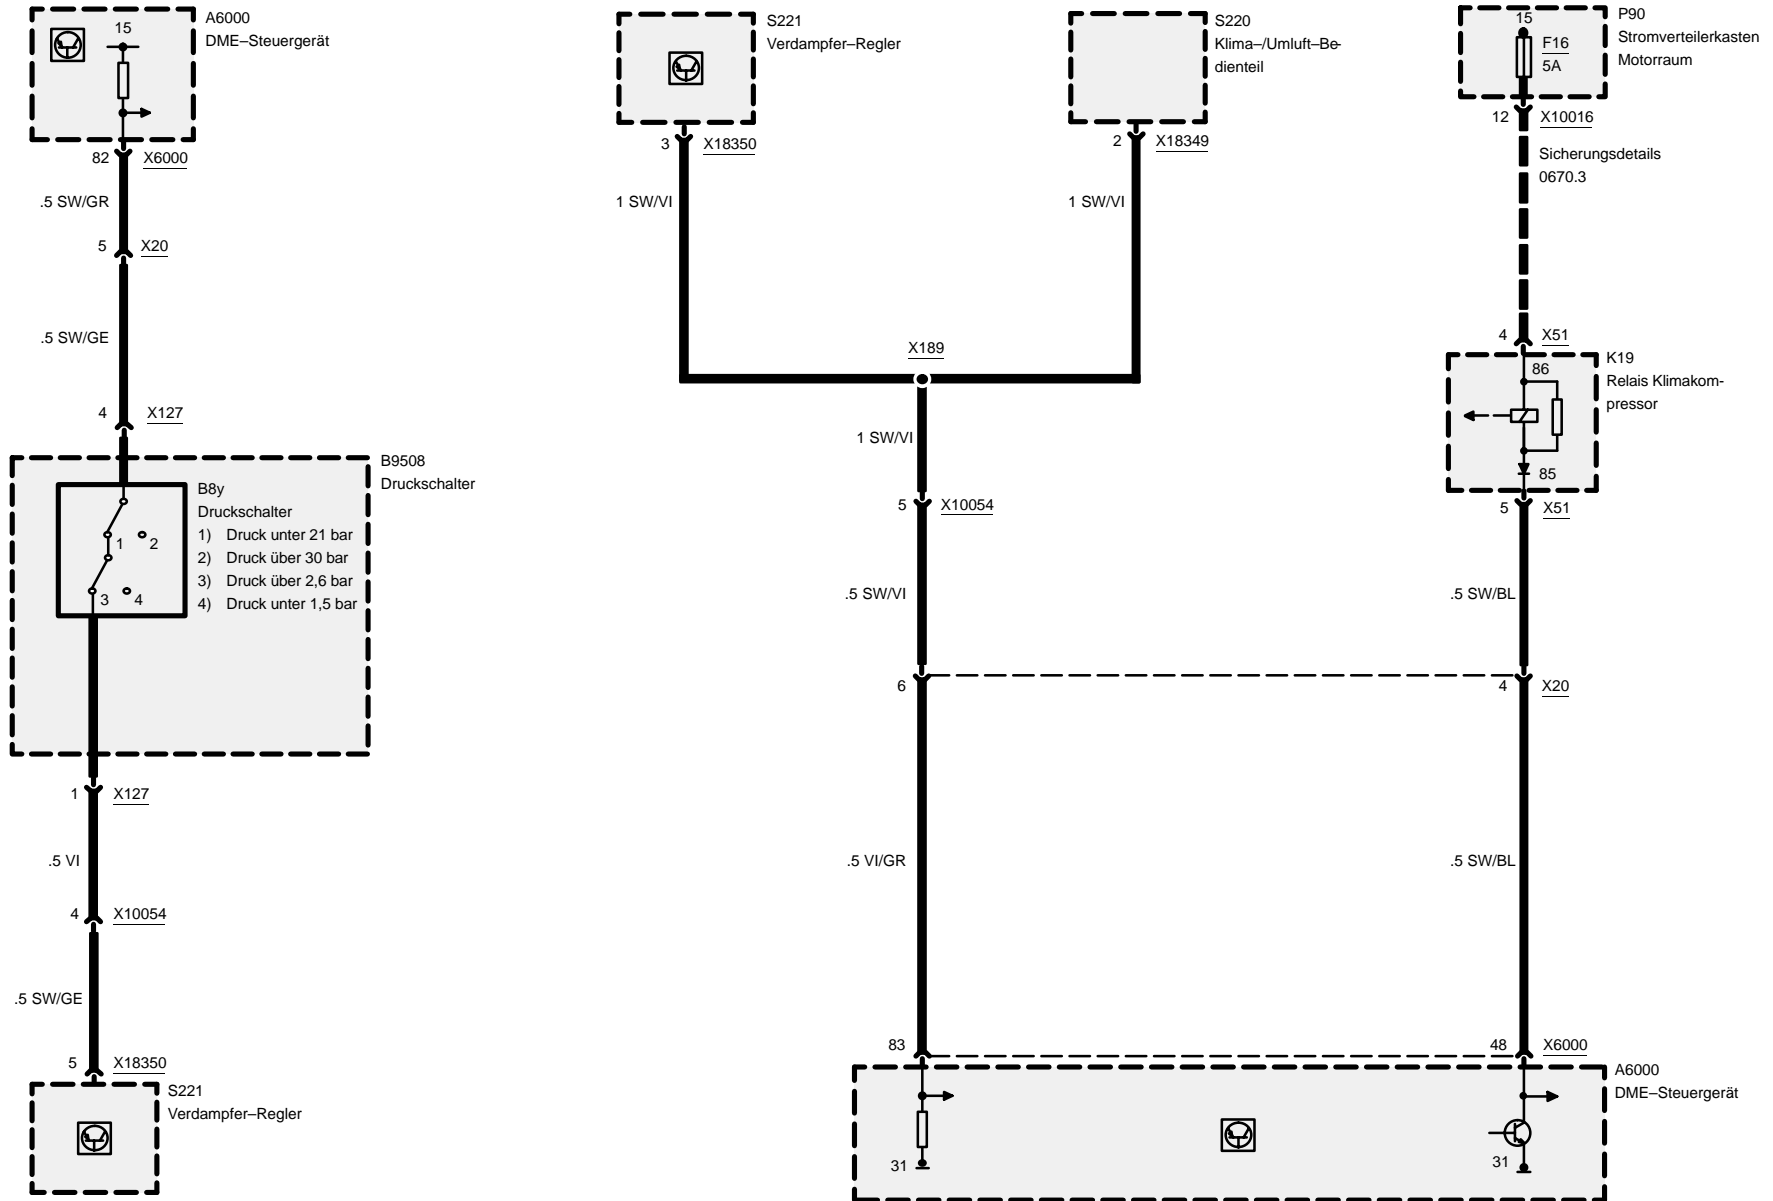 A6000
DME–Steuergerät
15
82 X6000
.5 SW/GR
5 X20
.5 SW/GE
4 X127
B9508
Druckschalter
B8y
Druckschalter
1) Druck unter 21 bar
2) Druck über 30 bar
3) Druck über 2,6 bar
4) Druck unter 1,5 bar
1 2
3 4
1 X127
.5 VI
4 X10054
.5 SW/GE
5 X18350
S221
Verdampfer–Regler
S221
Verdampfer–Regler
3 X18350
1 SW/VI
S220
Klima–/Umluft–Be-
dienteil
2 X18349
1 SW/VI
X189
1 SW/VI
5 X10054
.5 SW/VI
6
.5 VI/GR
83
31
P90
Stromverteilerkasten
Motorraum
15
F16
5A
12 X10016
Sicherungsdetails
0670.3
4 X51
K19
Relais Klimakom-
pressor
86
85
5 X51
.5 SW/BL
4 X20
.5 SW/BL
48 X6000
A6000
DME–Steuergerät
31